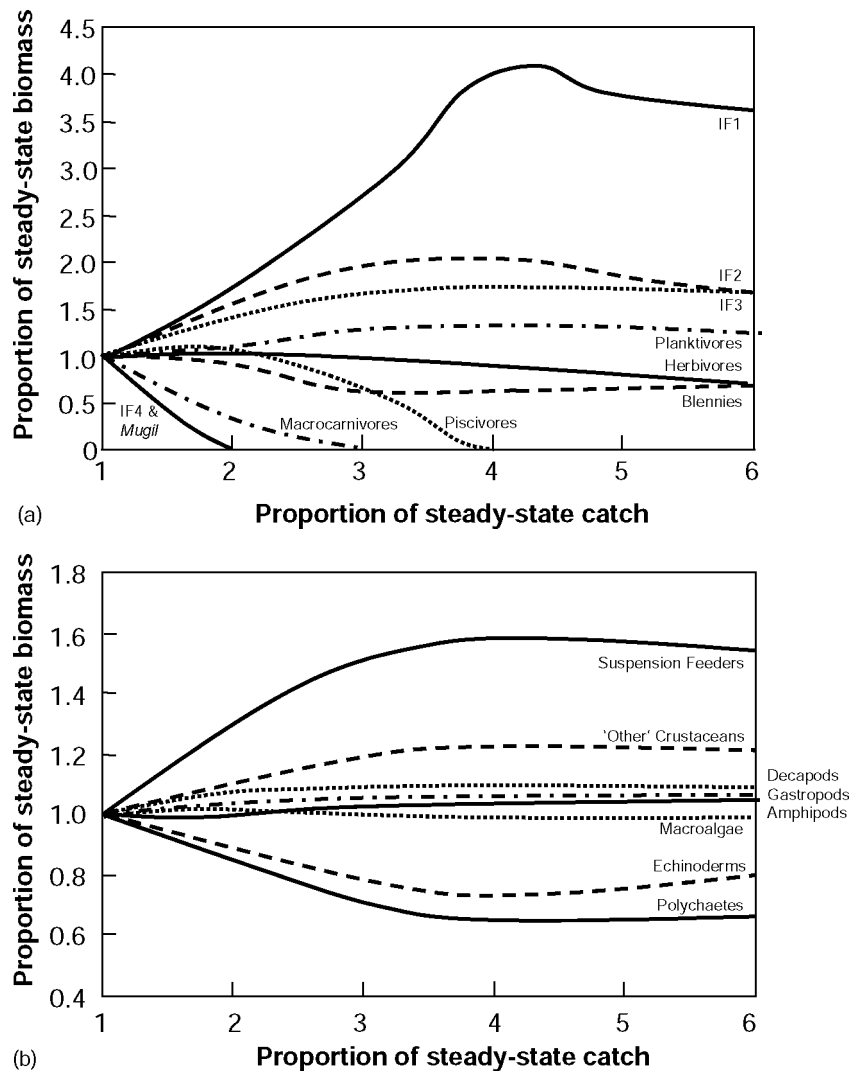 Proportion of steady-state biomass
4.5
4.0
3.5
3.0
2.5
2.0
1.5
1.0
0.5
0
IF1
IF2
IF3
Planktivores
Herbivores
Blennies
IF4 &
Mugil
Macrocarnivores
Piscivores
1 2 3 4 5 6
(a)
Proportion of steady-state catch
Proportion of steady-state biomass
1.8
1.6
1.4
1.2
1.0
0.8
0.6
0.4
Suspension Feeders
'Other' Crustaceans
Decapods
Gastropods
Amphipods
Macroalgae
Echinoderms
Polychaetes
1 2 3 4 5 6
(b)
Proportion of steady-state catch